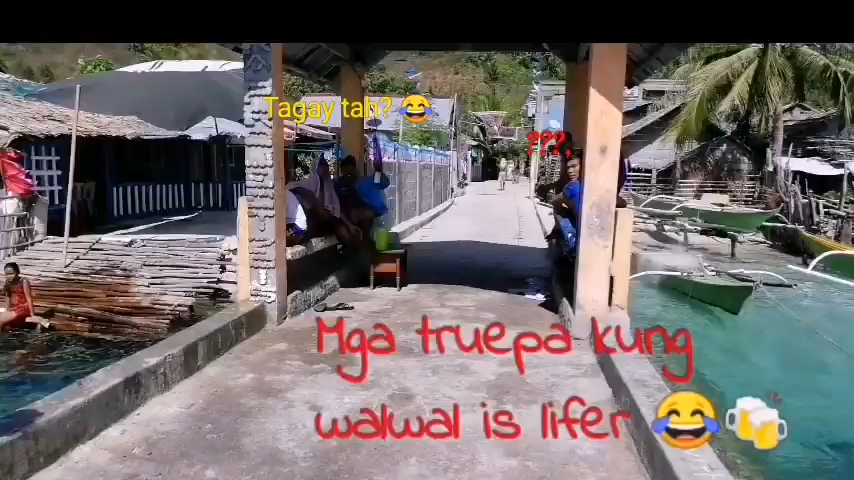 Tagay tah? 😂
???
Mga truepa kung
walwal is lifer 😂🍻